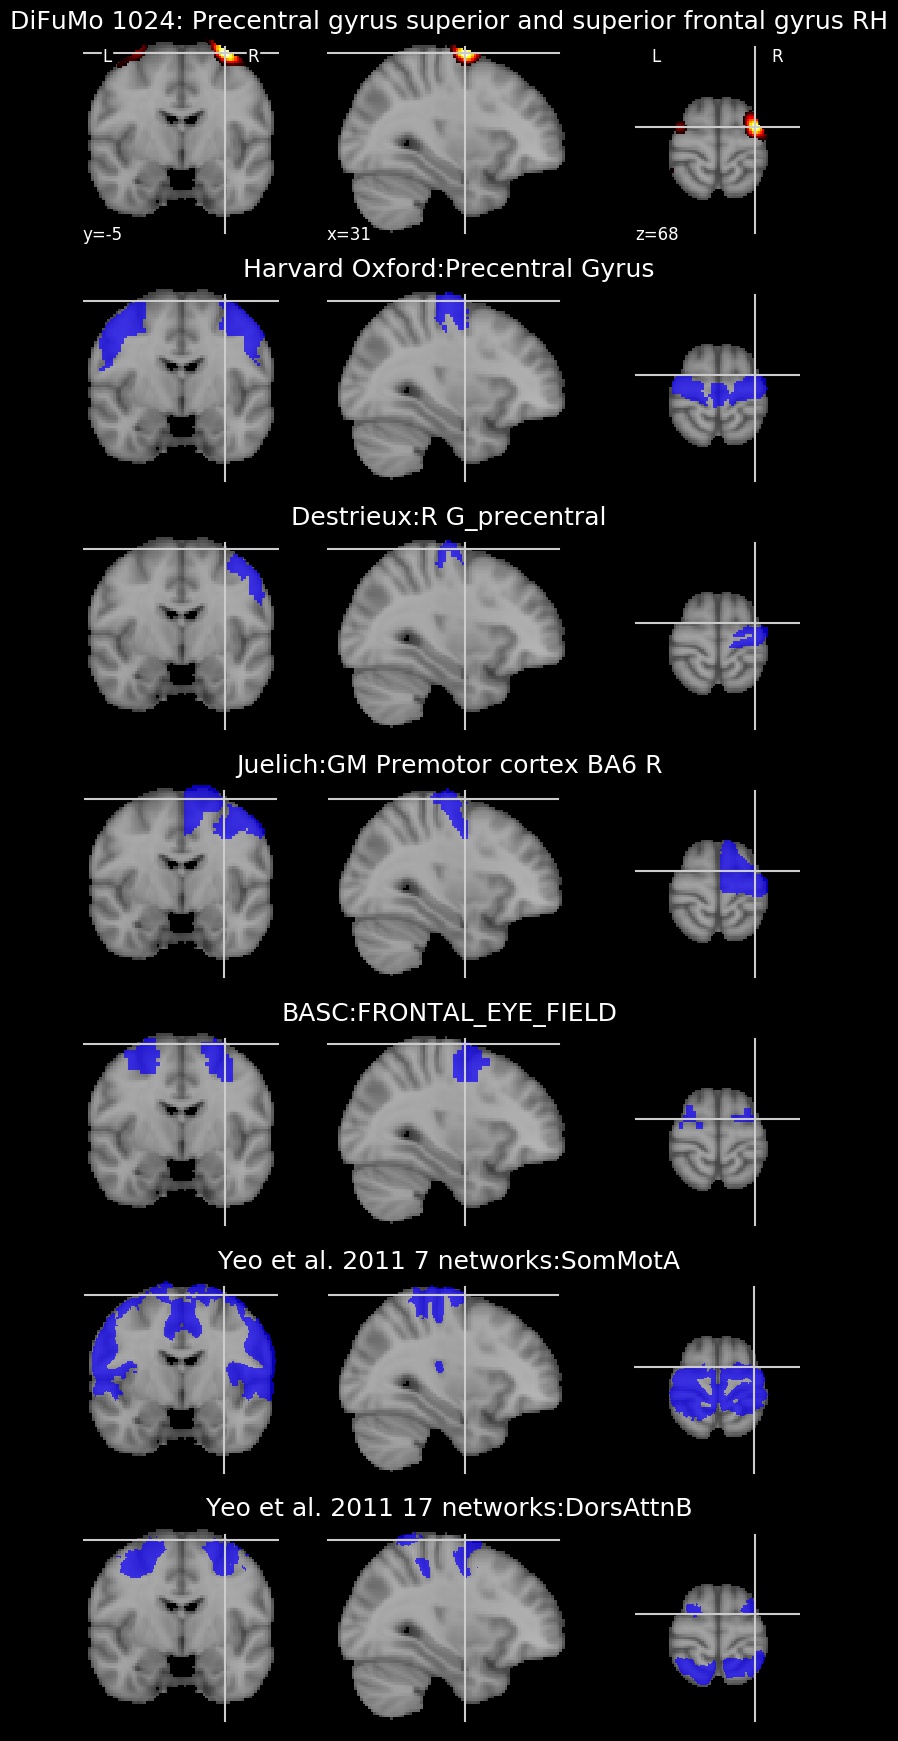 DiFuMo 1024: Precentral gyrus superior and superior frontal gyrus RH
L R L R
y=-5 x=31 z=68
Harvard Oxford:Precentral Gyrus
Destrieux:R G_precentral
Juelich:GM Premotor cortex BA6 R
BASC:FRONTAL_EYE_FIELD
Yeo et al. 2011 7 networks:SomMotA
Yeo et al. 2011 17 networks:DorsAttnB